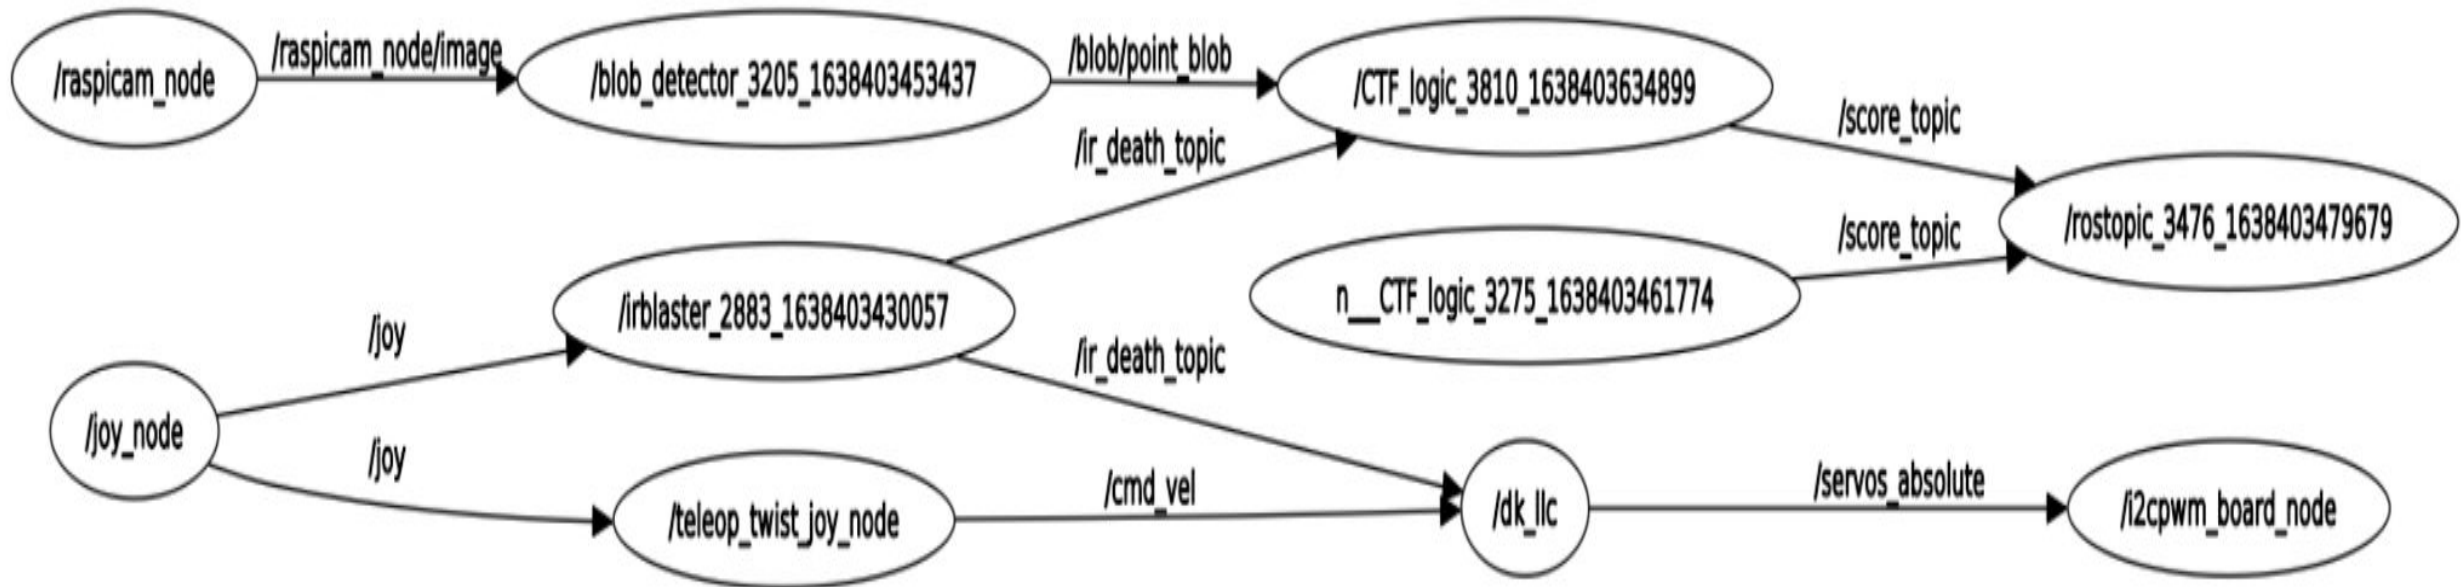 /raspicam_node
/raspicam_node/image
/blob_detector_3205_1638403453437
/blob/point_blob
/CTF_logic_3810_1638403634899
/ir_death_topic
/score_topic
/rostopic_3476_1638403479679
/score_topic
n__CTF_logic_3275_1638403461774
/irblaster_2883_1638403430057
/joy
/ir_death_topic
/joy_node
/joy
/teleop_twist_joy_node
/cmd_vel
/dk_llc
/servos_absolute
/i2cpwm_board_node